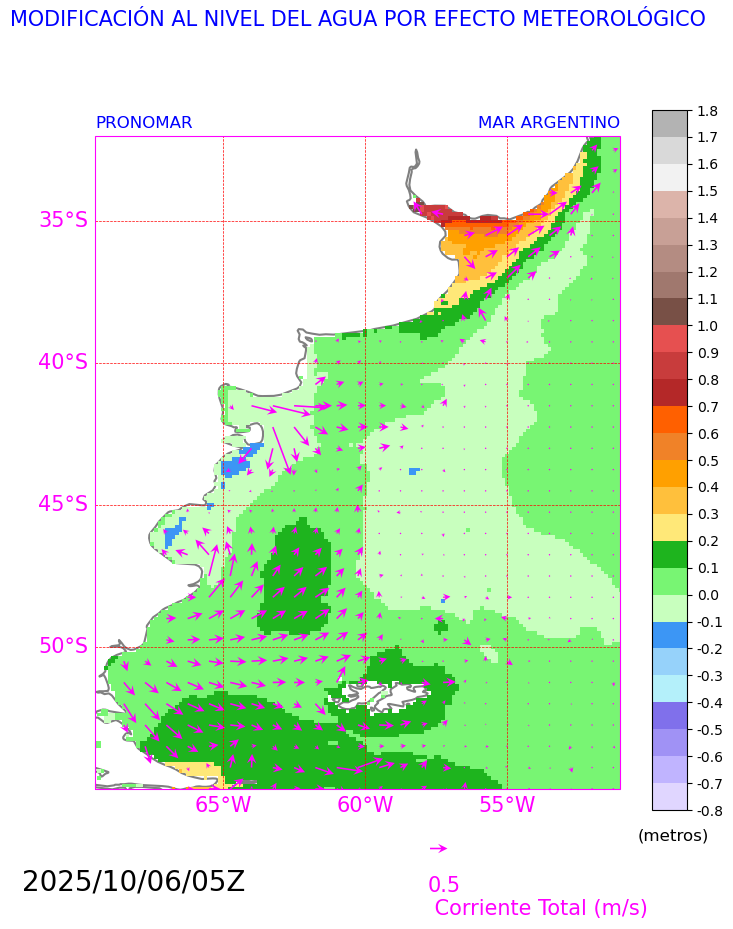 MODIFICACIÓN AL NIVEL DEL AGUA POR EFECTO METEOROLÓGICO
PRONOMAR MAR ARGENTINO
1.8
1.7
1.6
1.5
1.4
1.3
1.2
1.1
1.0
0.9
0.8
0.7
0.6
0.5
0.4
0.3
0.2
0.1
0.0
-0.1
-0.2
-0.3
-0.4
-0.5
-0.6
-0.7
-0.8
(metros)
35°S
40°S
45°S
50°S
65°W 60°W 55°W
2025/10/06/05Z
0.5
Corriente Total (m/s)